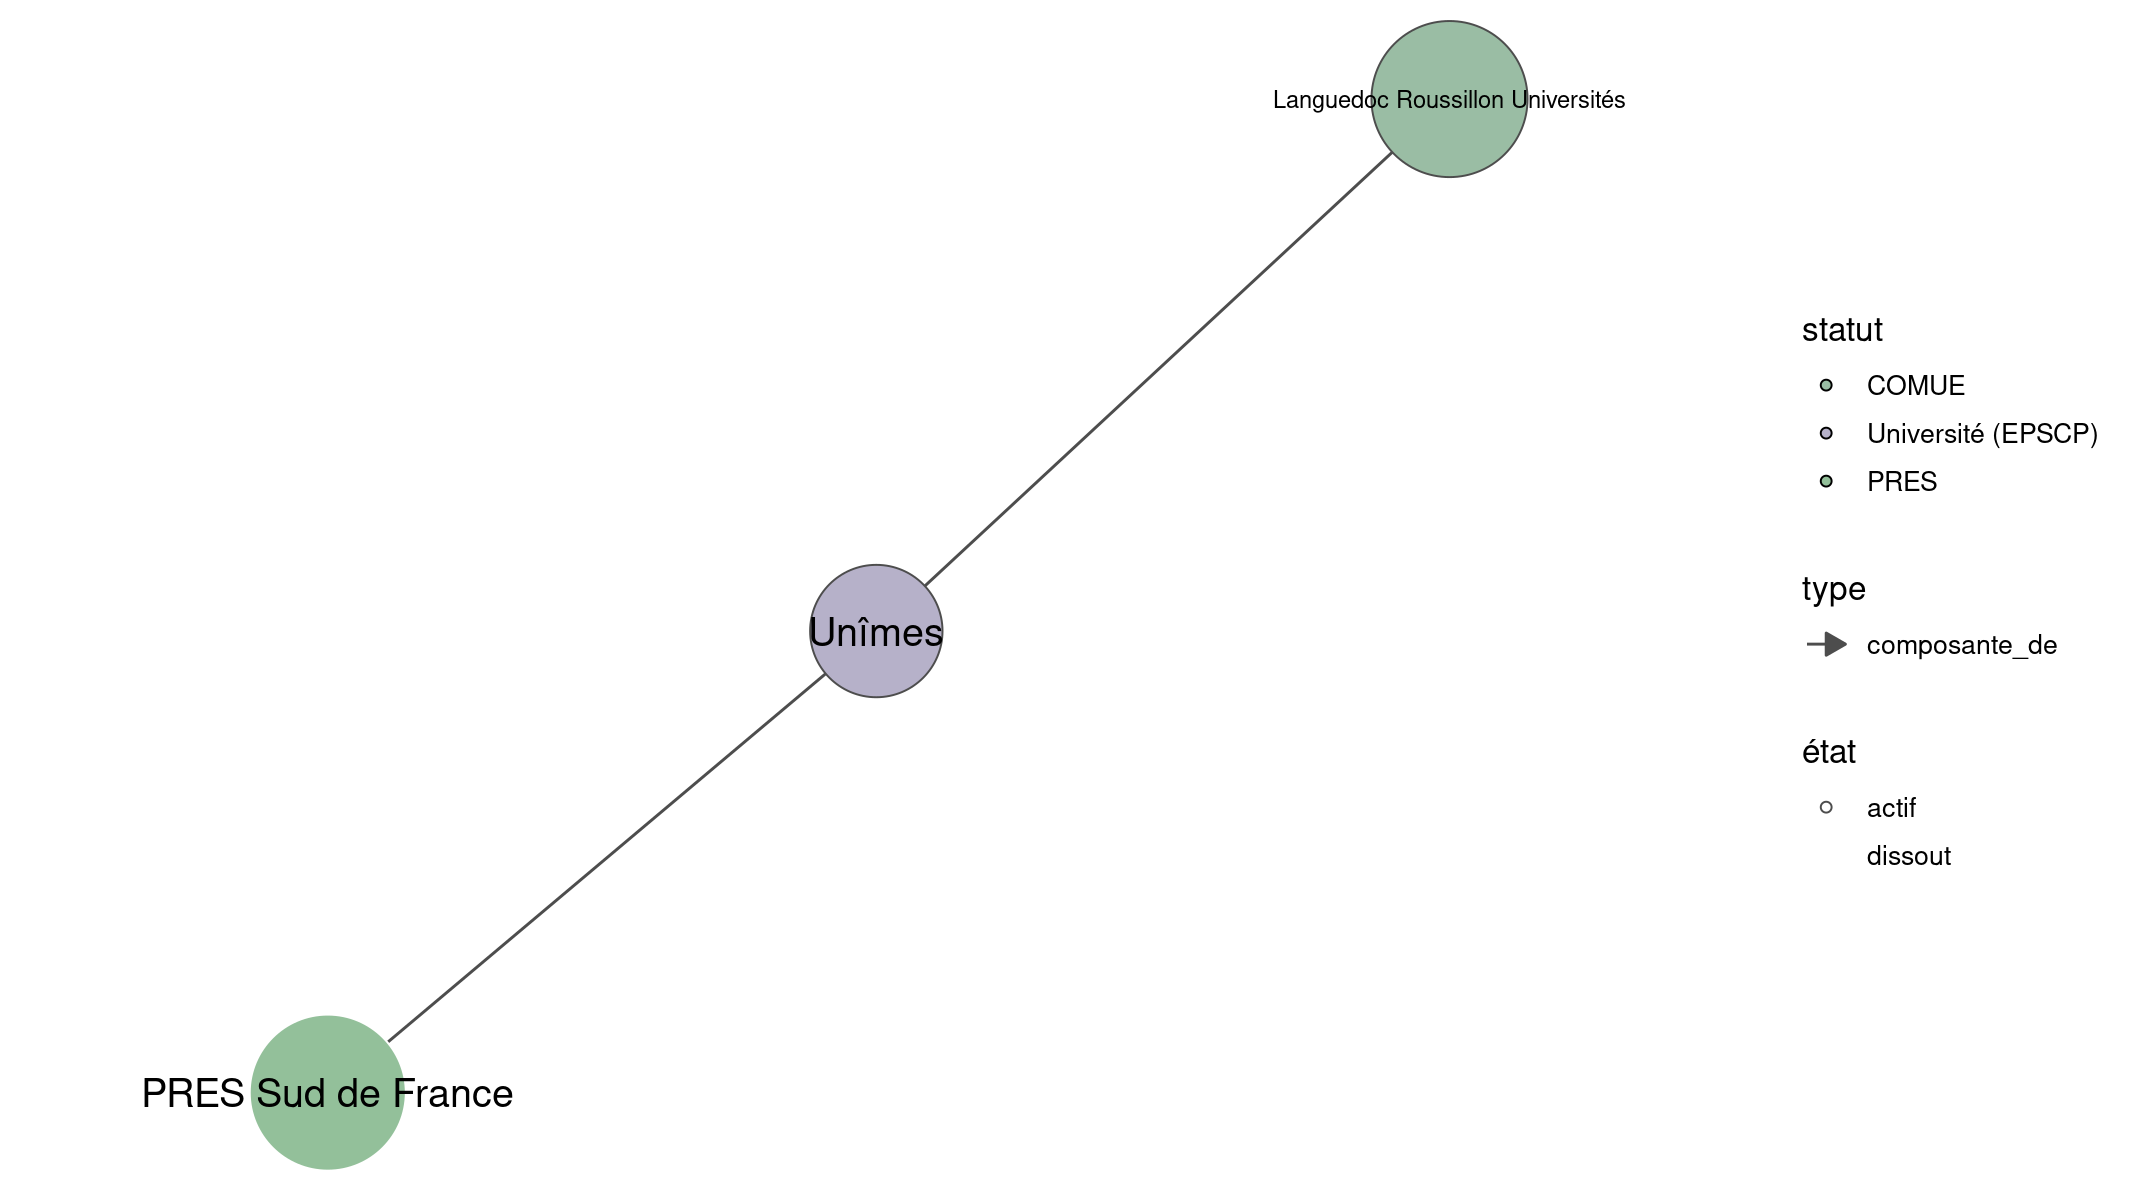 Languedoc Roussillon Universités
Unîmes
PRES Sud de France
statut
COMUE
Université (EPSCP)
PRES
type
composante_de
état
actif
dissout